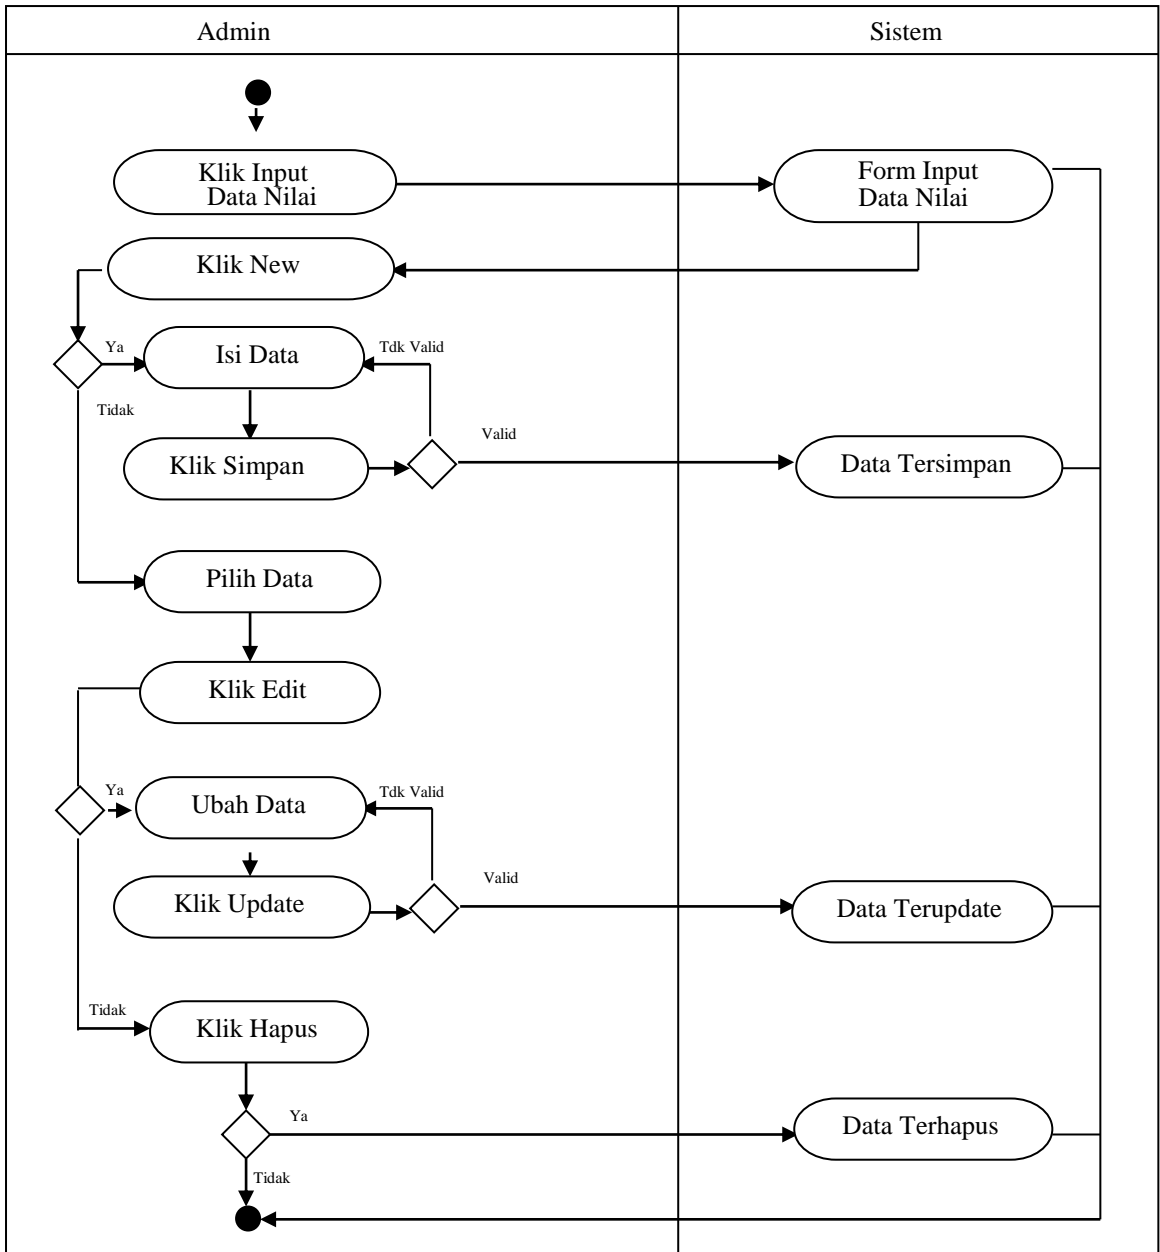 Admin
Sistem
Klik Input
Data Nilai
Form Input
Data Nilai
Klik New
Ya
Isi Data
Tdk Valid
Tidak
Klik Simpan
Valid
Data Tersimpan
Pilih Data
Klik Edit
Ya
Ubah Data
Tdk Valid
Klik Update
Valid
Data Terupdate
Tidak
Klik Hapus
Ya
Data Terhapus
Tidak